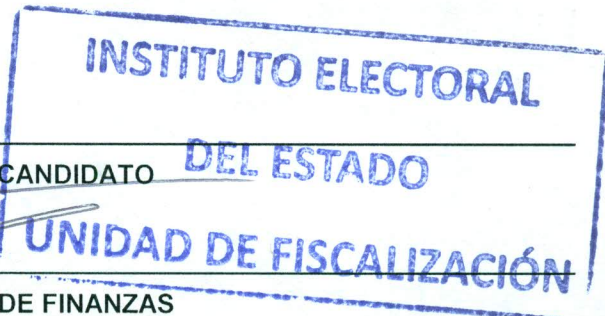 INSTITUTO ELECTORAL
DEL ESTADO
CANDIDATO
UNIDAD DE FISCALIZACIÓN
DE FINANZAS